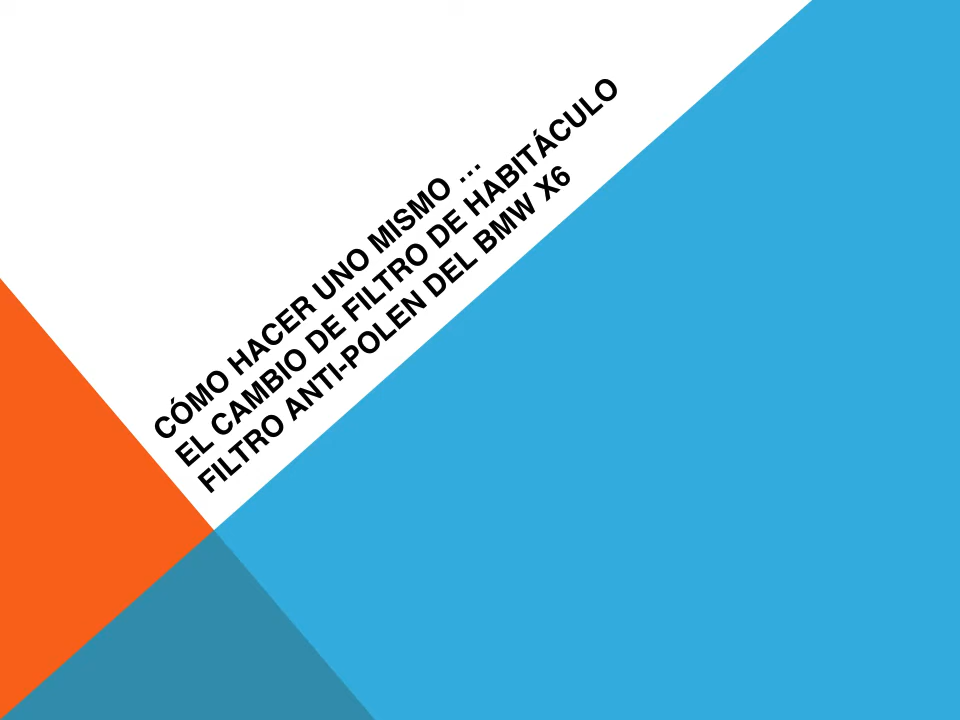 CÓMO HACER UNO MISMO …
EL CAMBIO DE FILTRO DE HABITÁCULO
FILTRO ANTI-POLEN DEL BMW X6